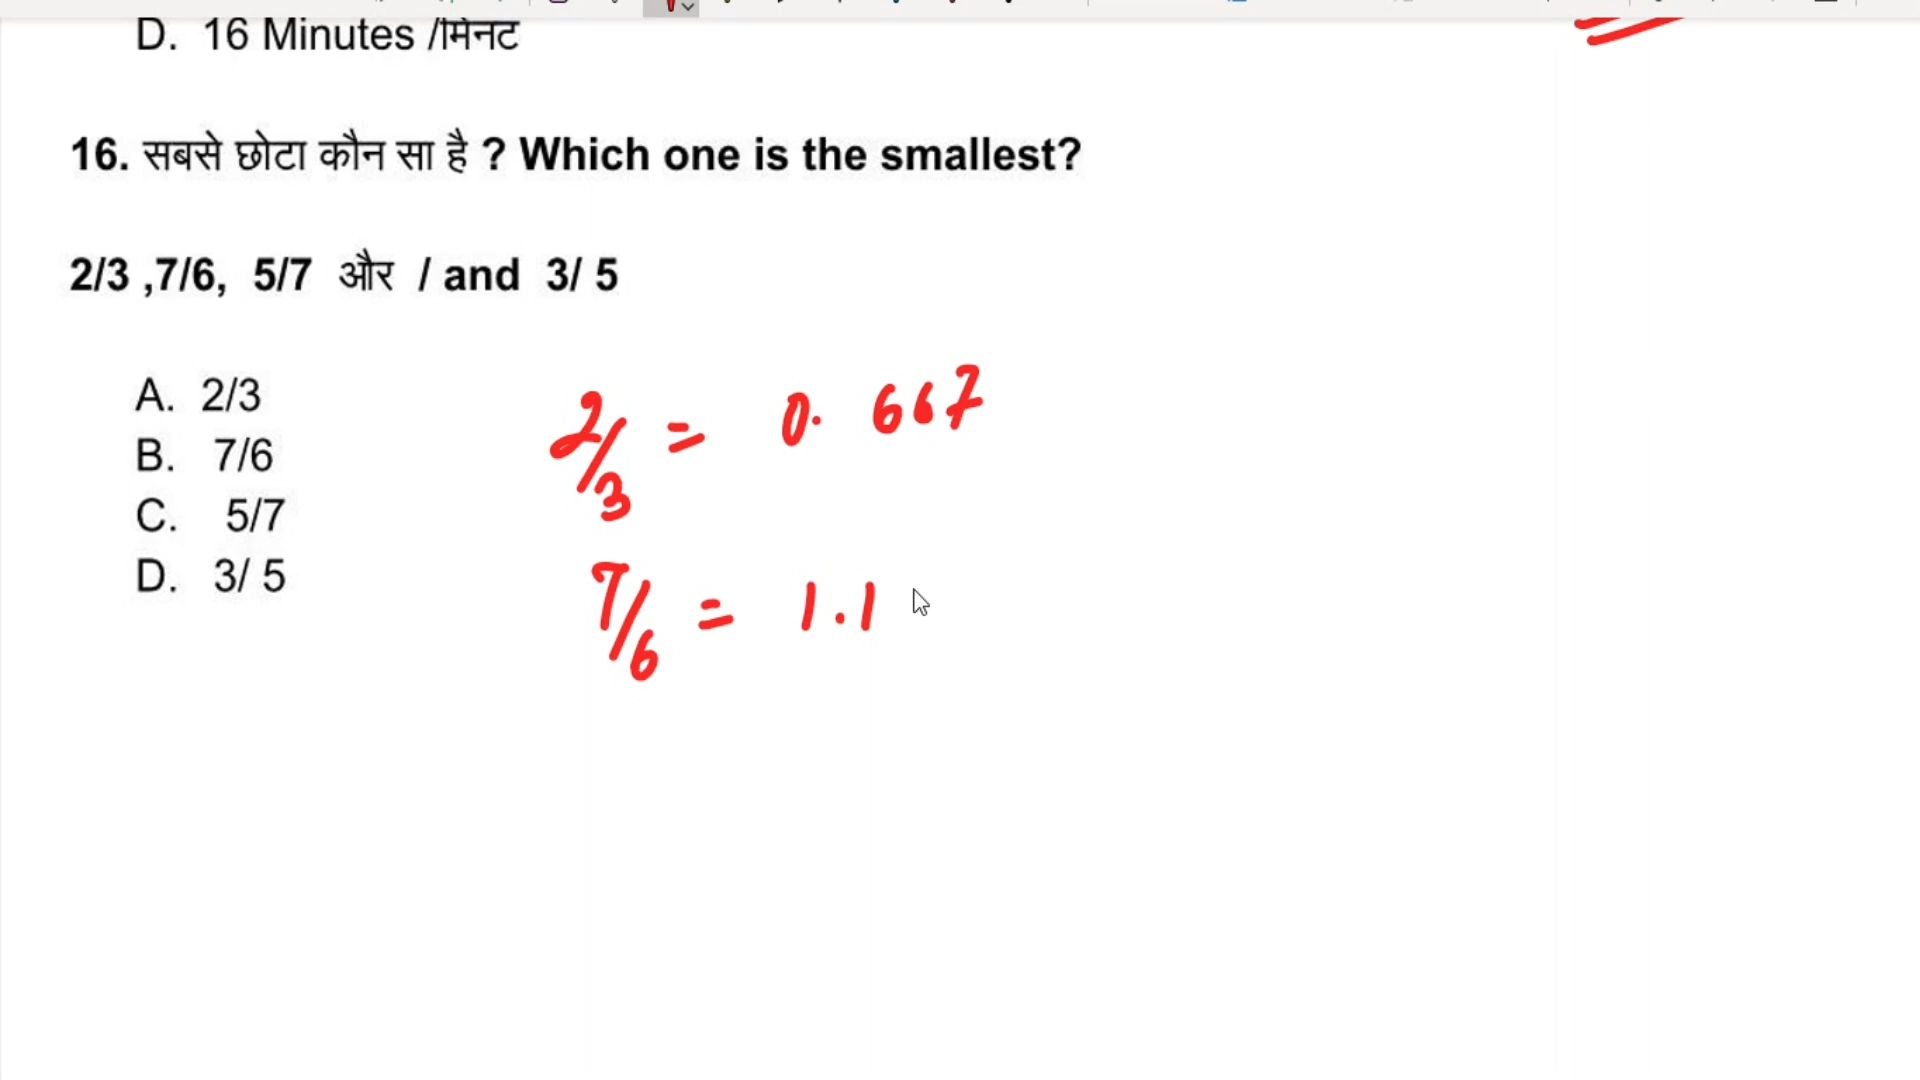 D. 16 Minutes /मिनट
16. सबसे छोटा कौन सा है ? Which one is the smallest?
2/3 ,7/6, 5/7 और / and 3/ 5
A. 2/3
B. 7/6
C. 5/7
D. 3/ 5
2/3 = 0.667
7/6 = 1.1